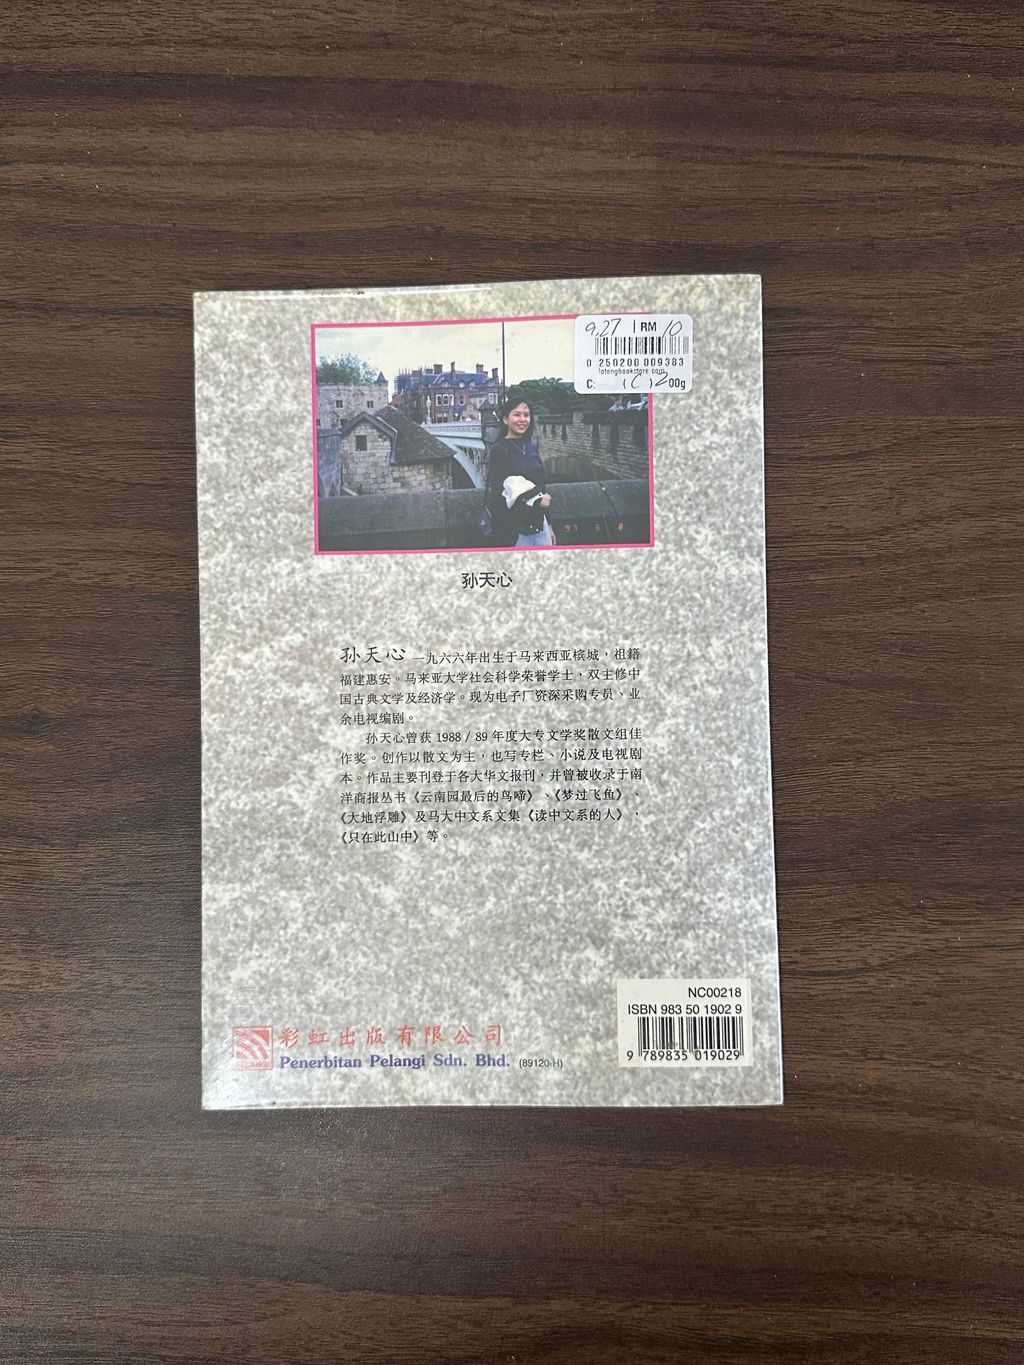 9,27 | RM 10
0 250200 009383
lotongbookstore.com
C: (C) 200g
97 6 8
孙天心
孙天心 一九六六年出生于马来西亚槟城，祖籍
福建惠安。马来亚大学社会科学荣誉学士，双主修中
国古典文学及经济学。现为电子厂资深采购专员、业
余电视编剧。
孙天心曾获 1988 / 89 年度大专文学奖散文组佳
作奖。创作以散文为主，也写专栏、小说及电视剧
本。作品主要刊登于各大华文报刊，并曾被收录于南
洋商报丛书《云南园最后的鸟啼》、《梦过飞鱼》、
《大地浮雕》及马大中文系文集《读中文系的人》，
《只在此山中》等。
NC00218
ISBN 983 50 1902 9
9 789835 019029
彩虹出版有限公司
Penerbitan Pelangi Sdn. Bhd. (89120-H)